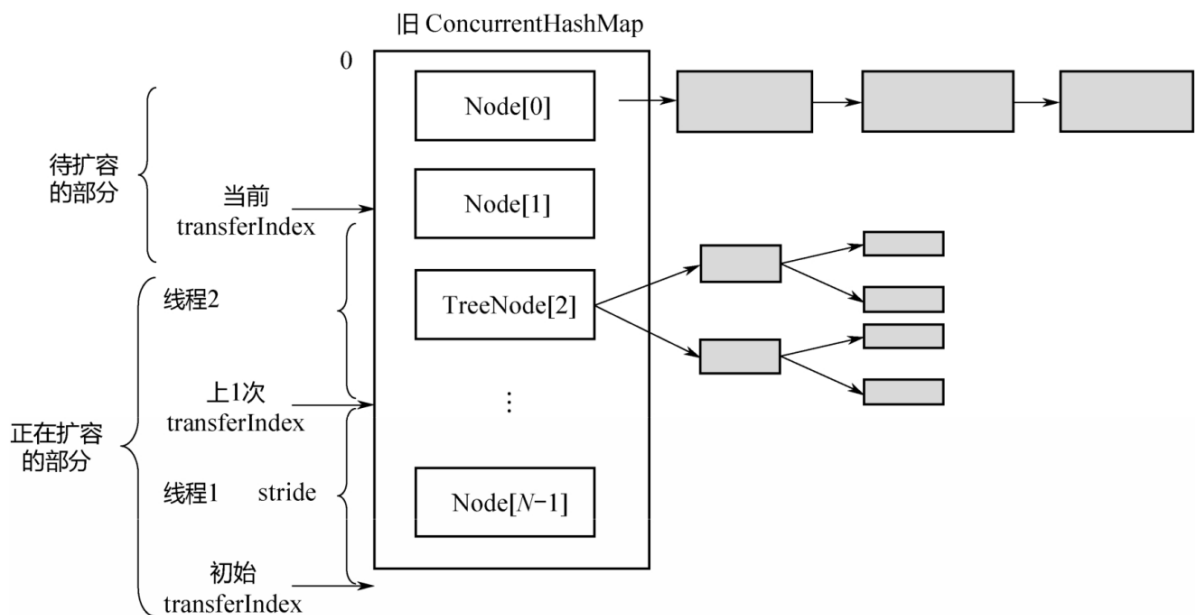 旧 ConcurrentHashMap
0
Node[0]
待扩容
的部分
当前
transferIndex
Node[1]
线程2
TreeNode[2]
上1次
transferIndex
⋮
正在扩容
的部分
线程1
stride
Node[N-1]
初始
transferIndex